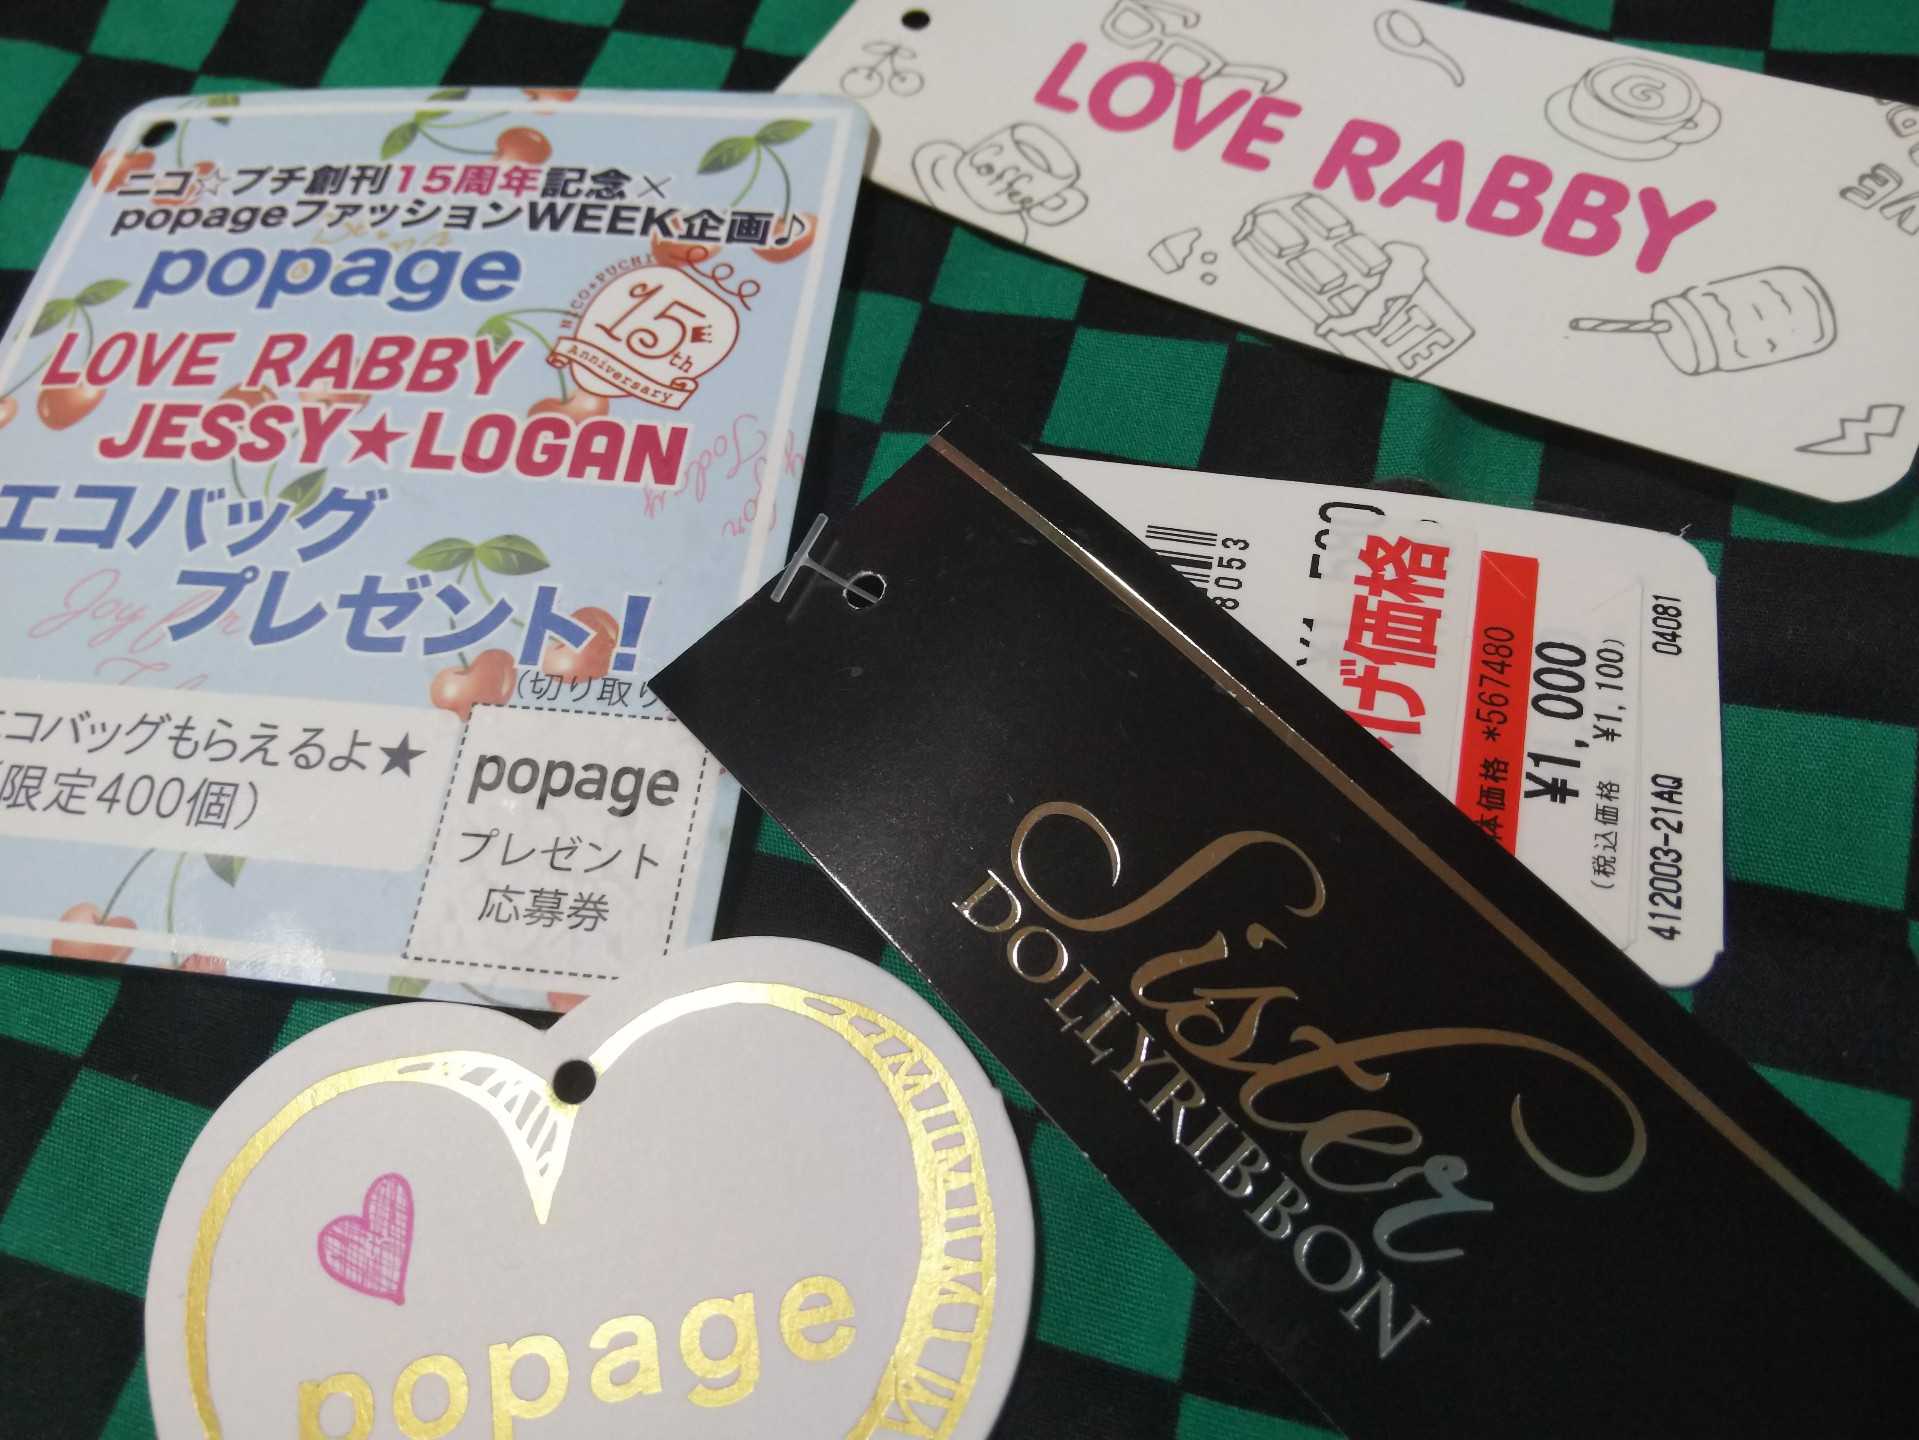 ニコ☆プチ創刊15周年記念×
popageファッションWEEK企画♪
popage
NICO☆PUCHI
15th
Anniversary
LOVE RABBY
JESSY★LOGAN
エコバッグ
プレゼント!
(切り取り
エコバッグもらえるよ★
(限定400個)
popage
プレゼント
応募券
LOVE RABBY
Coffee
G
8053
下げ価格
本価格 *567480
¥1,000
(税込価格 ¥1,100)
412003-21AQ 04081
Sister
DOLLYRIBBON
popage